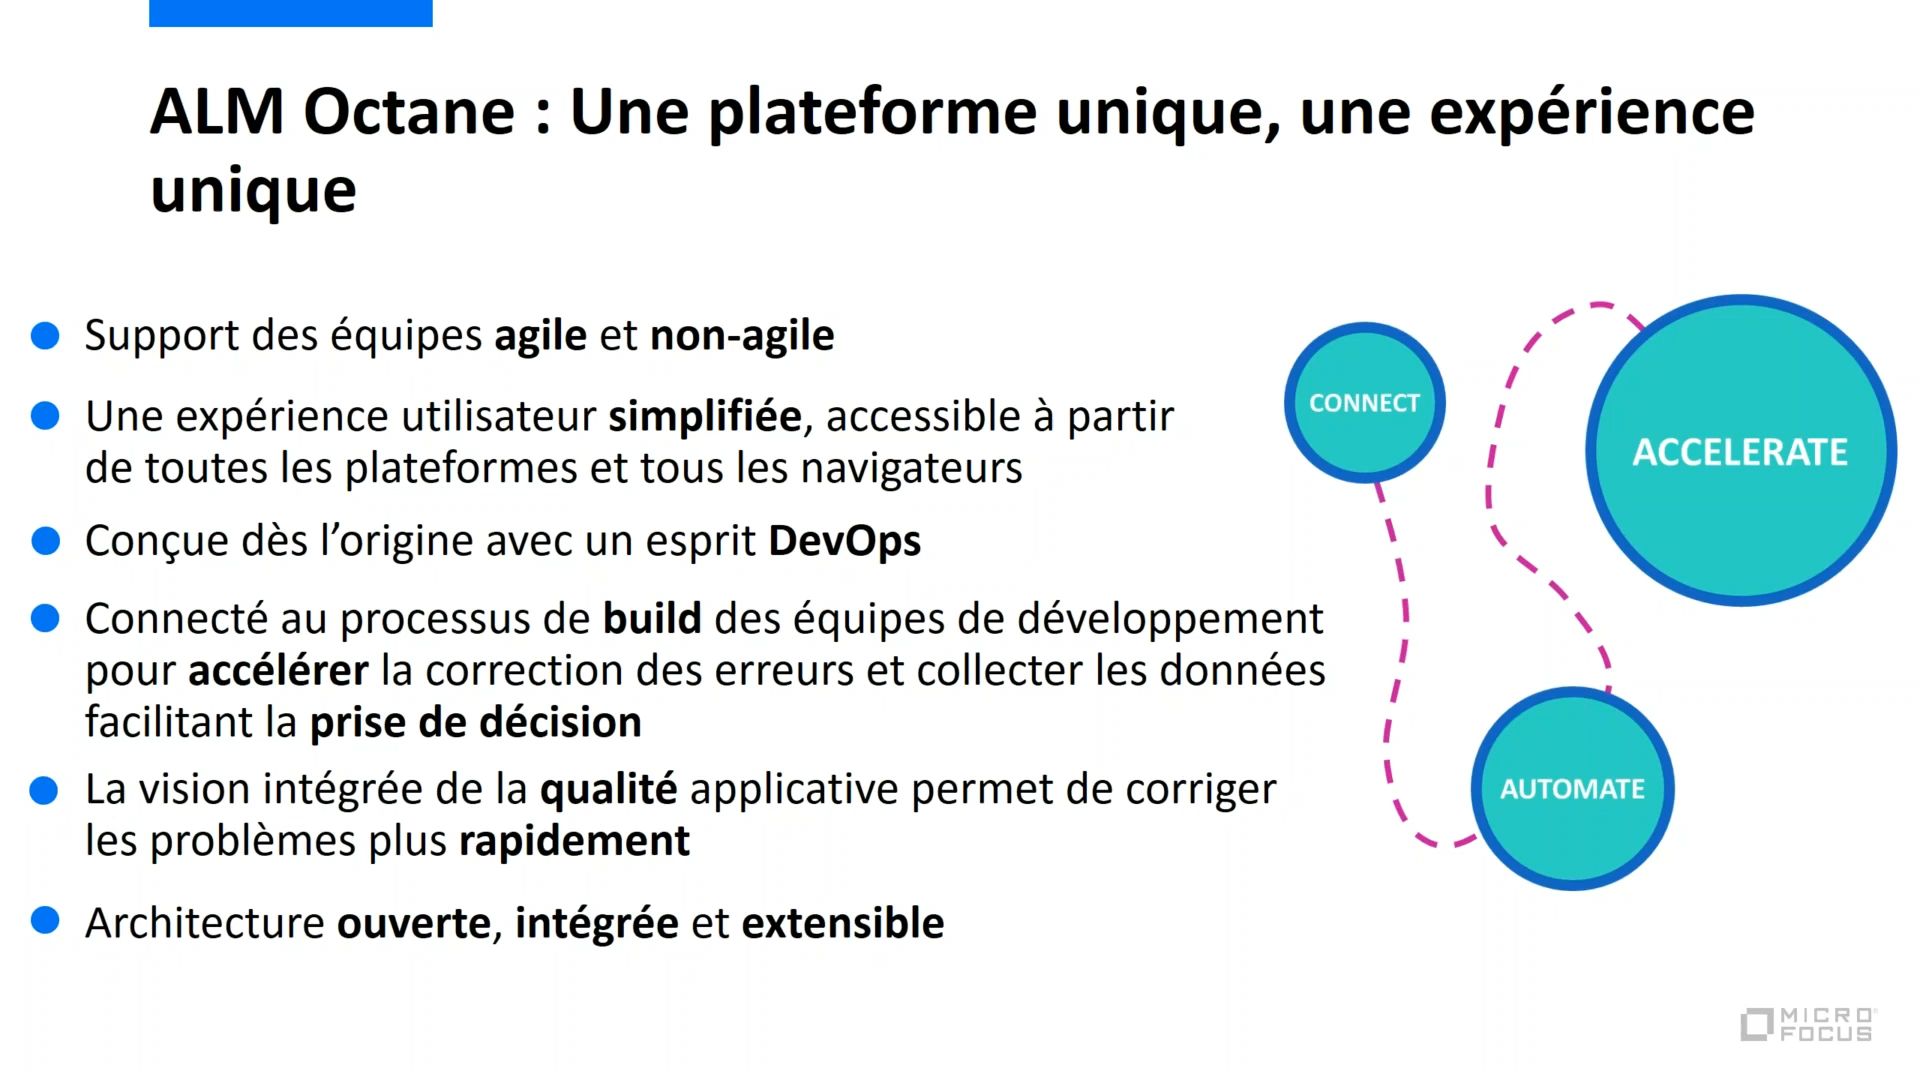 ALM Octane : Une plateforme unique, une expérience
unique
Support des équipes agile et non-agile
Une expérience utilisateur simplifiée, accessible à partir
de toutes les plateformes et tous les navigateurs
Conçue dès l’origine avec un esprit DevOps
Connecté au processus de build des équipes de développement
pour accélérer la correction des erreurs et collecter les données
facilitant la prise de décision
La vision intégrée de la qualité applicative permet de corriger
les problèmes plus rapidement
Architecture ouverte, intégrée et extensible
CONNECT
ACCELERATE
AUTOMATE
MICRO
FOCUS